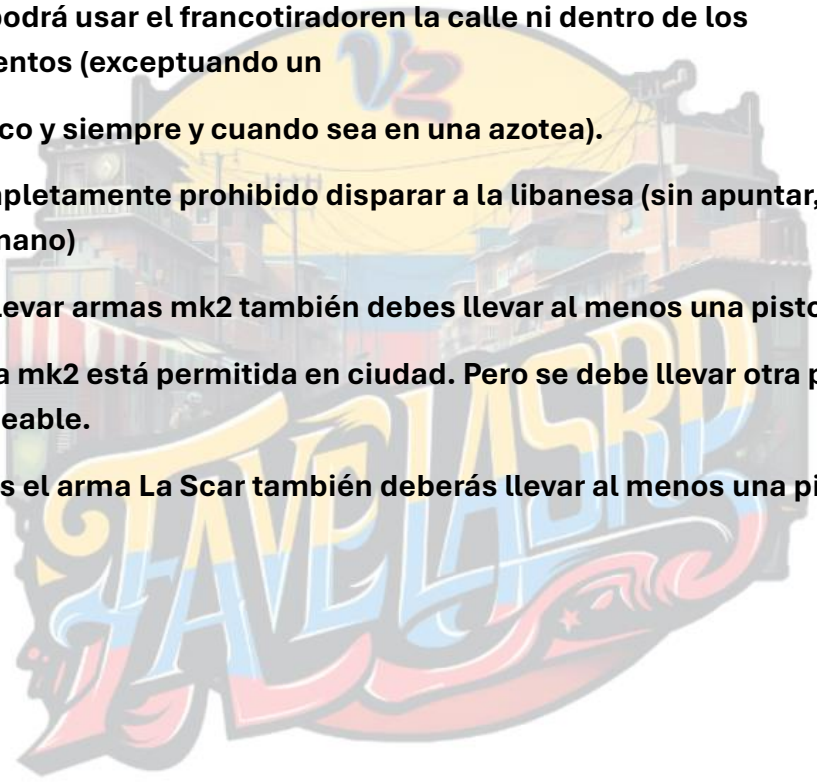 V2
podrá usar el francotiradoren la calle ni dentro de los
entos (exceptuando un
co y siempre y cuando sea en una azotea).
pletamente prohibido disparar a la libanesa (sin apuntar,
mano)
levar armas mk2 también debes llevar al menos una pisto
a mk2 está permitida en ciudad. Pero se debe llevar otra p
eable.
s el arma La Scar también deberás llevar al menos una pi
FAVELASRP